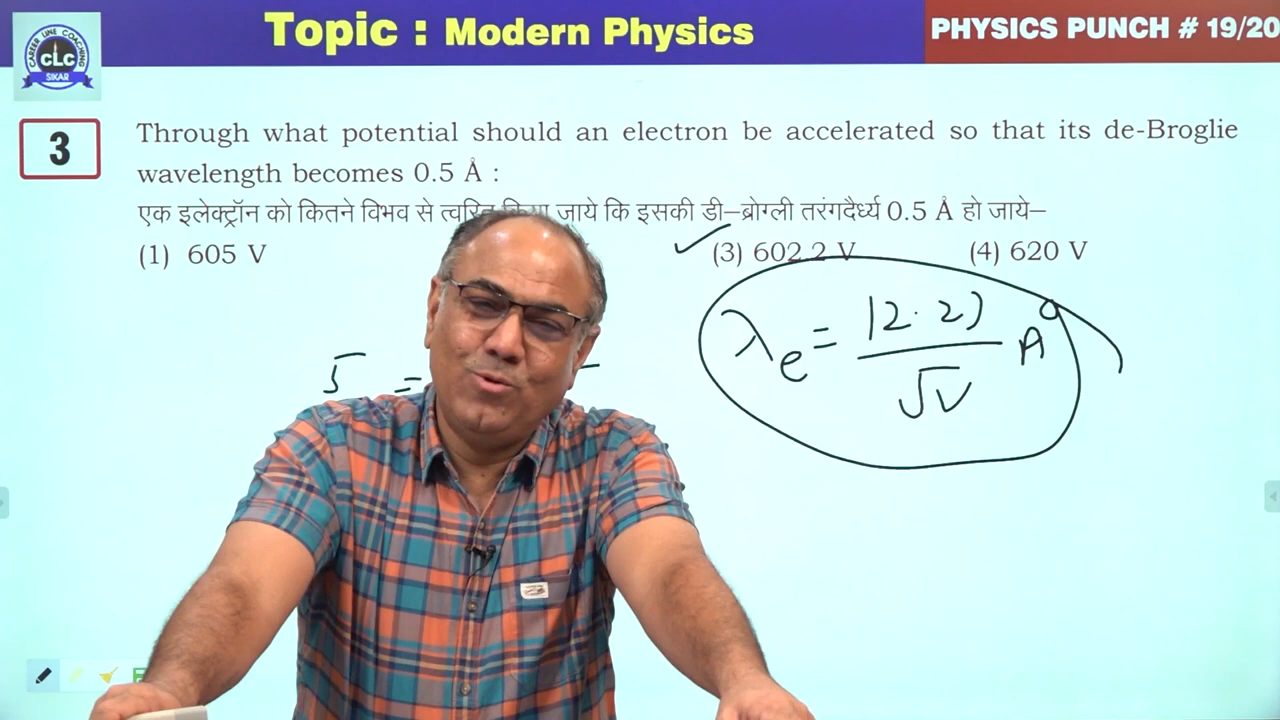 Topic : Modern Physics
PHYSICS PUNCH # 19/20
CAREER LINE COACHING
CLC
SIKAR
3
Through what potential should an electron be accelerated so that its de-Broglie
wavelength becomes 0.5 Å :
एक इलेक्ट्रॉन को कितने विभव से त्वरित किया जाये कि इसकी डी–ब्रोग्ली तरंगदैर्ध्य 0.5 Å हो जाये–
(1) 605 V (3) 602.2 V (4) 620 V
λe = 12.27 / √V A°
5 =